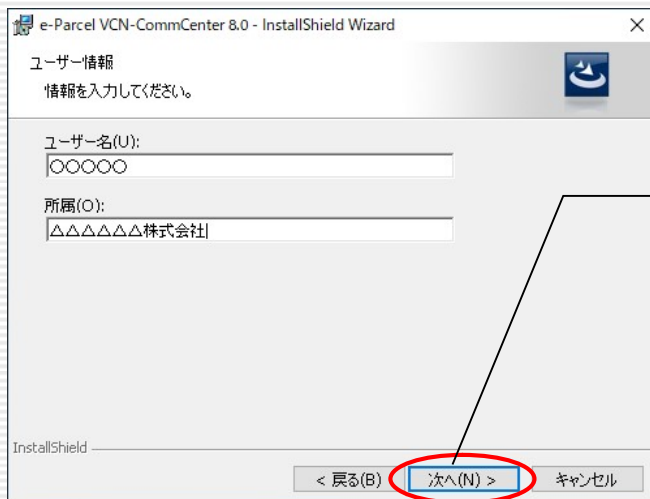 e-Parcel VCN-CommCenter 8.0 - InstallShield Wizard
ユーザー情報
情報を入力してください。
ユーザー名(U):
○○○○○
所属(O):
△△△△△△株式会社
InstallShield
< 戻る(B)
次へ(N) >
キャンセル